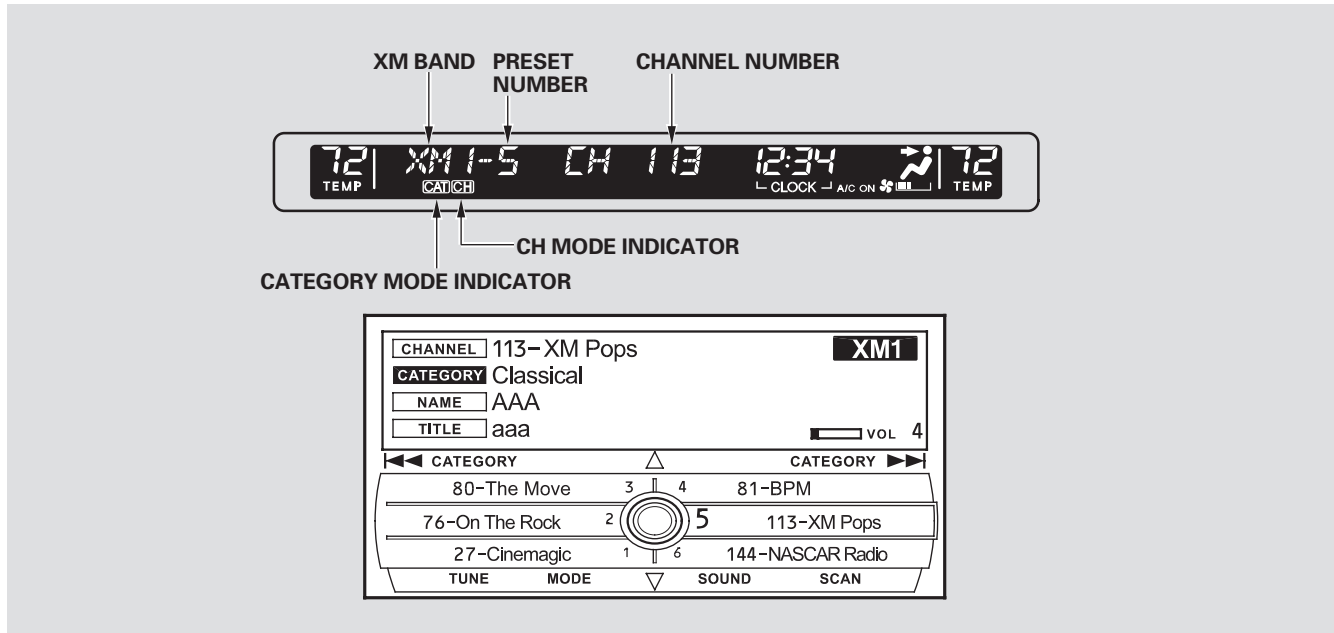 XM BAND PRESET NUMBER CHANNEL NUMBER
72 TEMP XM1-5 CH 113 12:34 CLOCK A/C ON 72 TEMP
CAT CH
CH MODE INDICATOR
CATEGORY MODE INDICATOR
CHANNEL 113-XM Pops XM1
CATEGORY Classical
NAME AAA
TITLE aaa VOL 4
CATEGORY CATEGORY
80-The Move 3 4 81-BPM
76-On The Rock 2 5 113-XM Pops
27-Cinemagic 1 6 144-NASCAR Radio
TUNE MODE SOUND SCAN